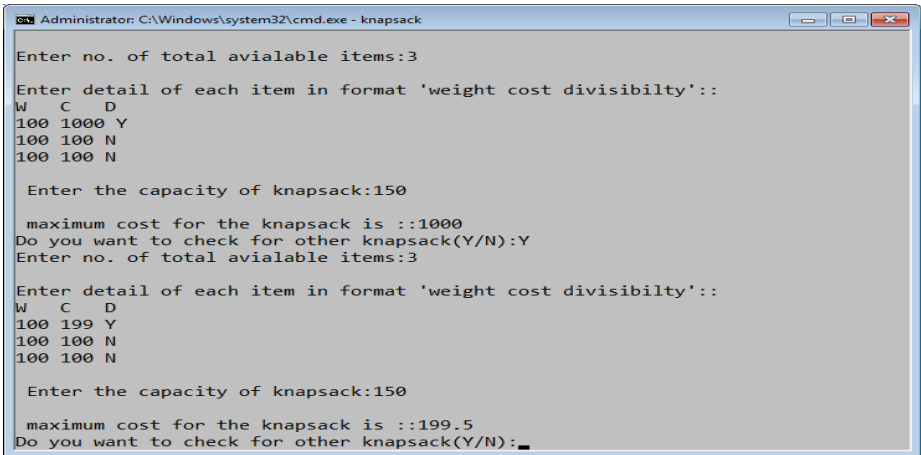 Administrator: C:\Windows\system32\cmd.exe - knapsack
Enter no. of total avialable items:3
Enter detail of each item in format 'weight cost divisibilty'::
W C D
100 1000 Y
100 100 N
100 100 N
Enter the capacity of knapsack:150
maximum cost for the knapsack is ::1000
Do you want to check for other knapsack(Y/N):Y
Enter no. of total avialable items:3
Enter detail of each item in format 'weight cost divisibilty'::
W C D
100 199 Y
100 100 N
100 100 N
Enter the capacity of knapsack:150
maximum cost for the knapsack is ::199.5
Do you want to check for other knapsack(Y/N):